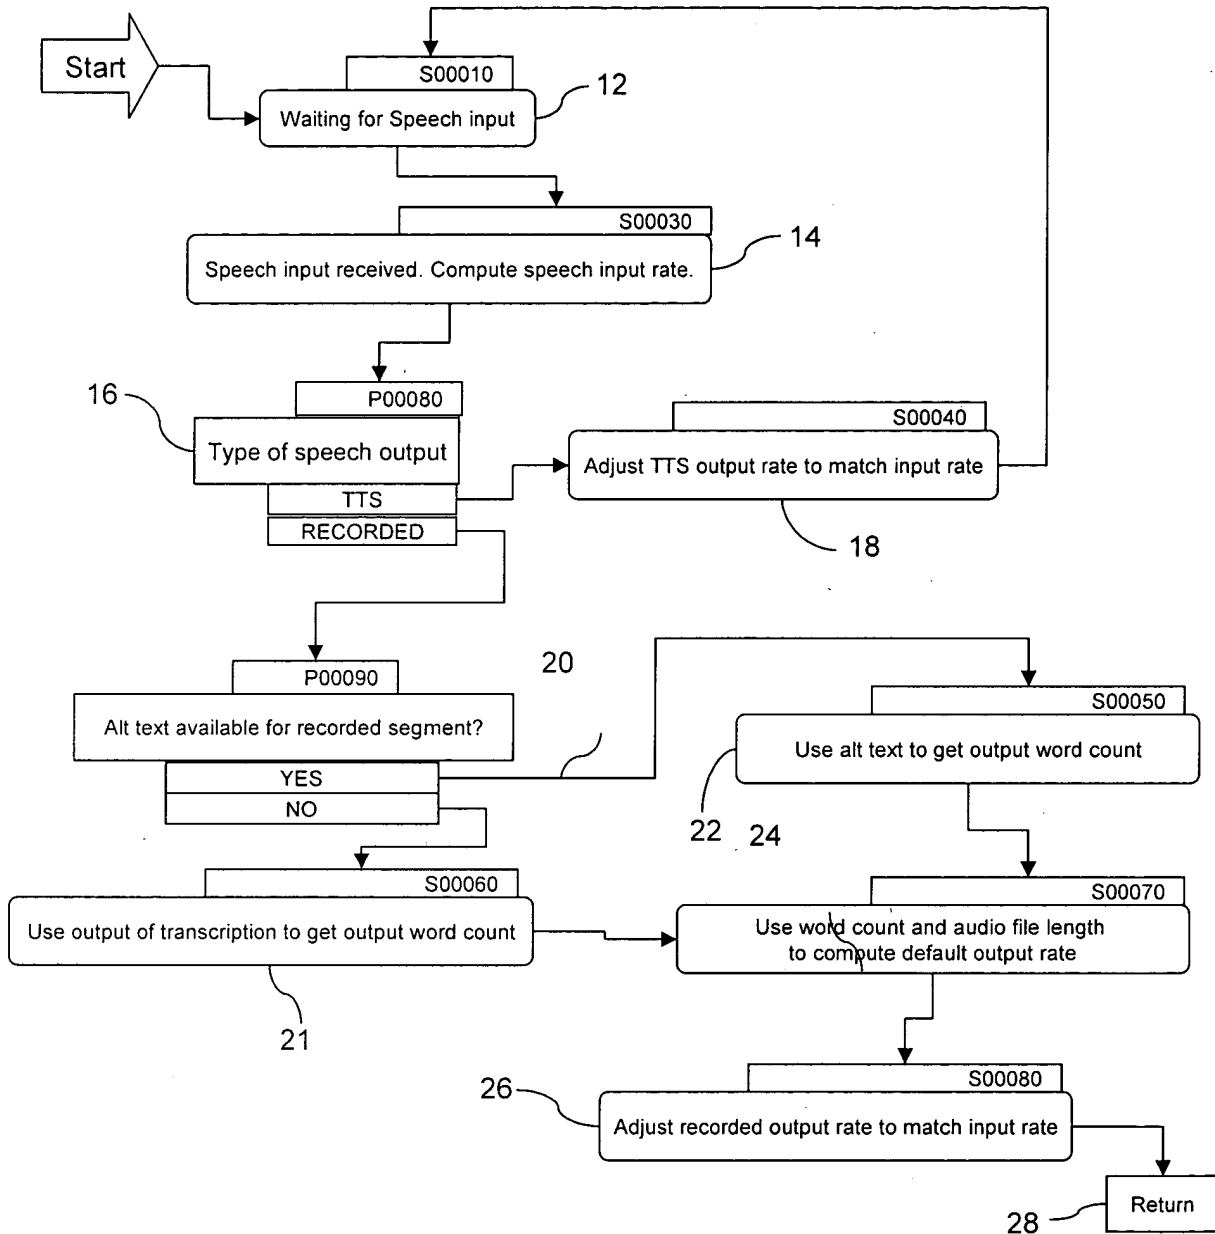 Start
S00010
Waiting for Speech input
12
S00030
Speech input received. Compute speech input rate.
14
P00080
16
Type of speech output
TTS
RECORDED
S00040
Adjust TTS output rate to match input rate
18
P00090
Alt text available for recorded segment?
YES
NO
20
S00050
Use alt text to get output word count
22
24
S00060
Use output of transcription to get output word count
21
S00070
Use word count and audio file length
to compute default output rate
S00080
26
Adjust recorded output rate to match input rate
Return
28